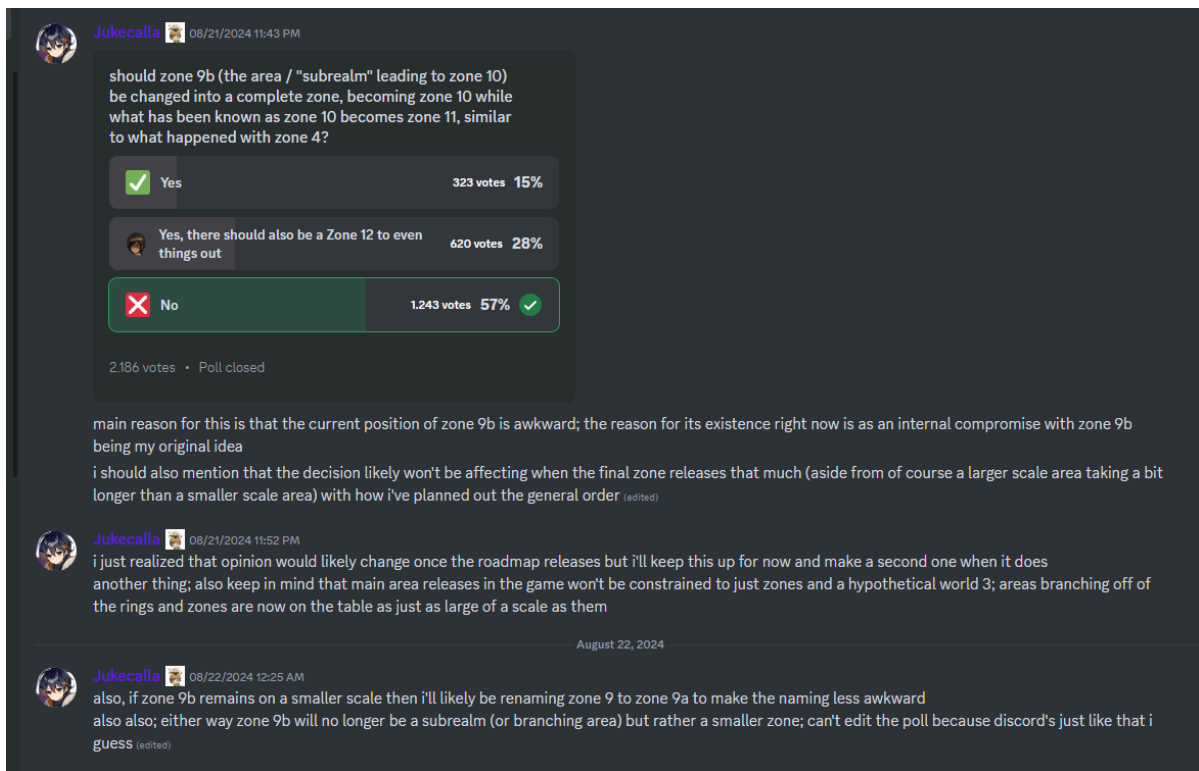 Jukecalla 08/21/2024 11:43 PM
should zone 9b (the area / "subrealm" leading to zone 10)
be changed into a complete zone, becoming zone 10 while
what has been known as zone 10 becomes zone 11, similar
to what happened with zone 4?
Yes 323 votes 15%
Yes, there should also be a Zone 12 to even
things out 620 votes 28%
No 1.243 votes 57%
2.186 votes • Poll closed
main reason for this is that the current position of zone 9b is awkward; the reason for its existence right now is as an internal compromise with zone 9b
being my original idea
i should also mention that the decision likely won't be affecting when the final zone releases that much (aside from of course a larger scale area taking a bit
longer than a smaller scale area) with how i've planned out the general order (edited)
Jukecalla 08/21/2024 11:52 PM
i just realized that opinion would likely change once the roadmap releases but i'll keep this up for now and make a second one when it does
another thing; also keep in mind that main area releases in the game won't be constrained to just zones and a hypothetical world 3; areas branching off of
the rings and zones are now on the table as just as large of a scale as them
August 22, 2024
Jukecalla 08/22/2024 12:25 AM
also, if zone 9b remains on a smaller scale then i'll likely be renaming zone 9 to zone 9a to make the naming less awkward
also also; either way zone 9b will no longer be a subrealm (or branching area) but rather a smaller zone; can't edit the poll because discord's just like that i
guess (edited)